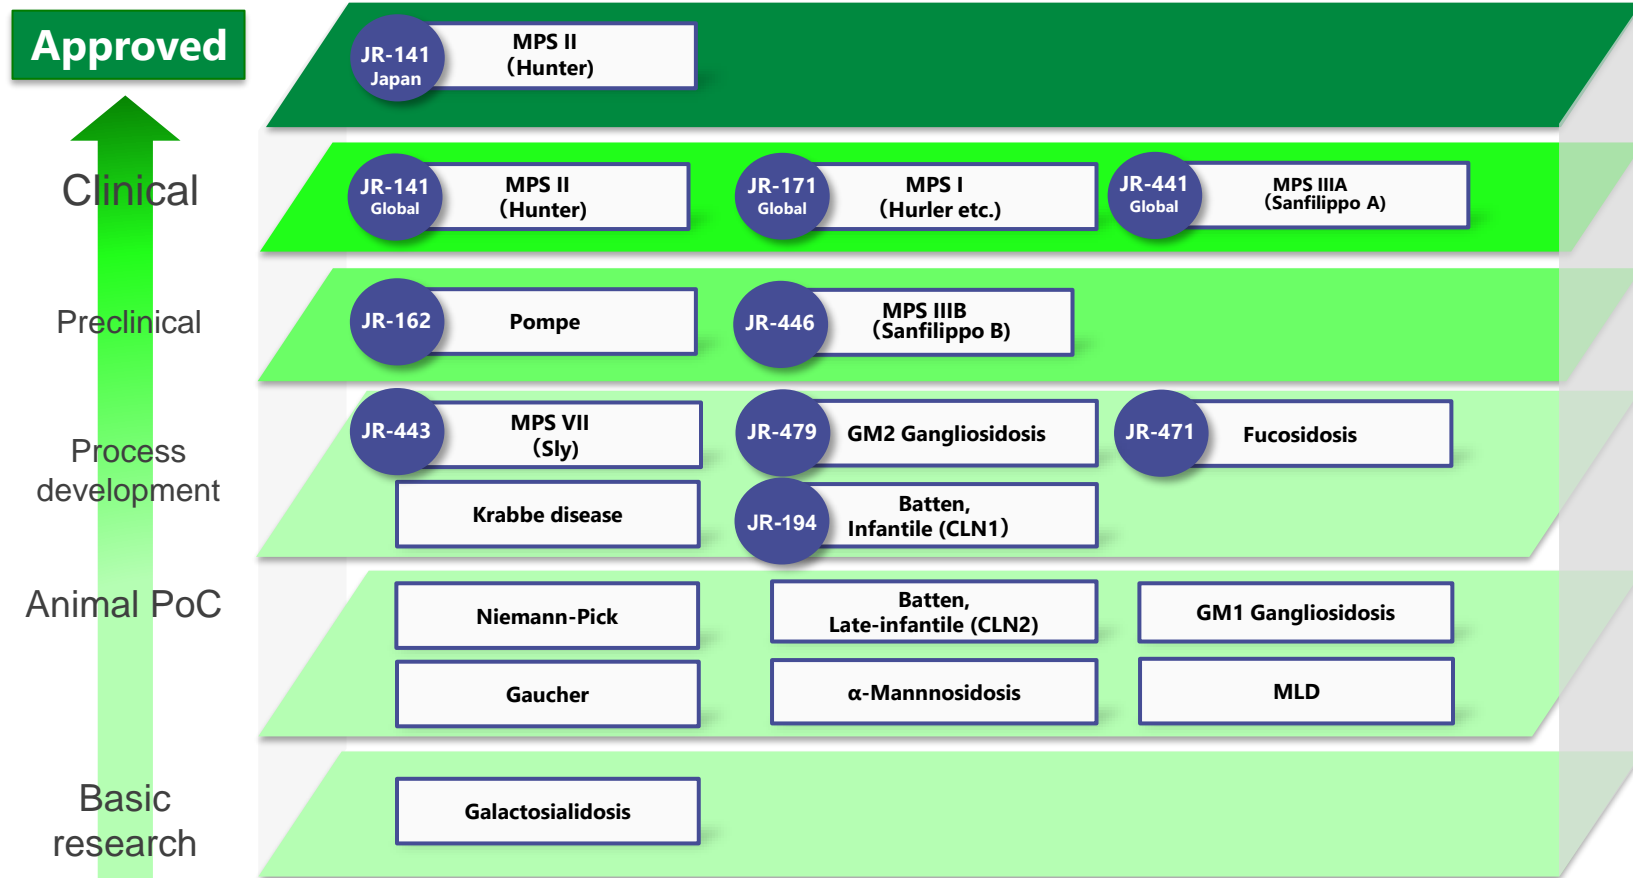 Approved
JR-141
Japan
MPS II
（Hunter)
Clinical
JR-141
Global
MPS II
（Hunter)
JR-171
Global
MPS I
（Hurler etc.)
JR-441
Global
MPS IIIA
（Sanfilippo A)
Preclinical
JR-162
Pompe
JR-446
MPS IIIB
（Sanfilippo B)
Process
development
JR-443
MPS VII
（Sly)
JR-479
GM2 Gangliosidosis
JR-471
Fucosidosis
Krabbe disease
JR-194
Batten,
Infantile (CLN1）
Animal PoC
Niemann-Pick
Batten,
Late-infantile (CLN2)
GM1 Gangliosidosis
Gaucher
α-Mannnosidosis
MLD
Basic
research
Galactosialidosis